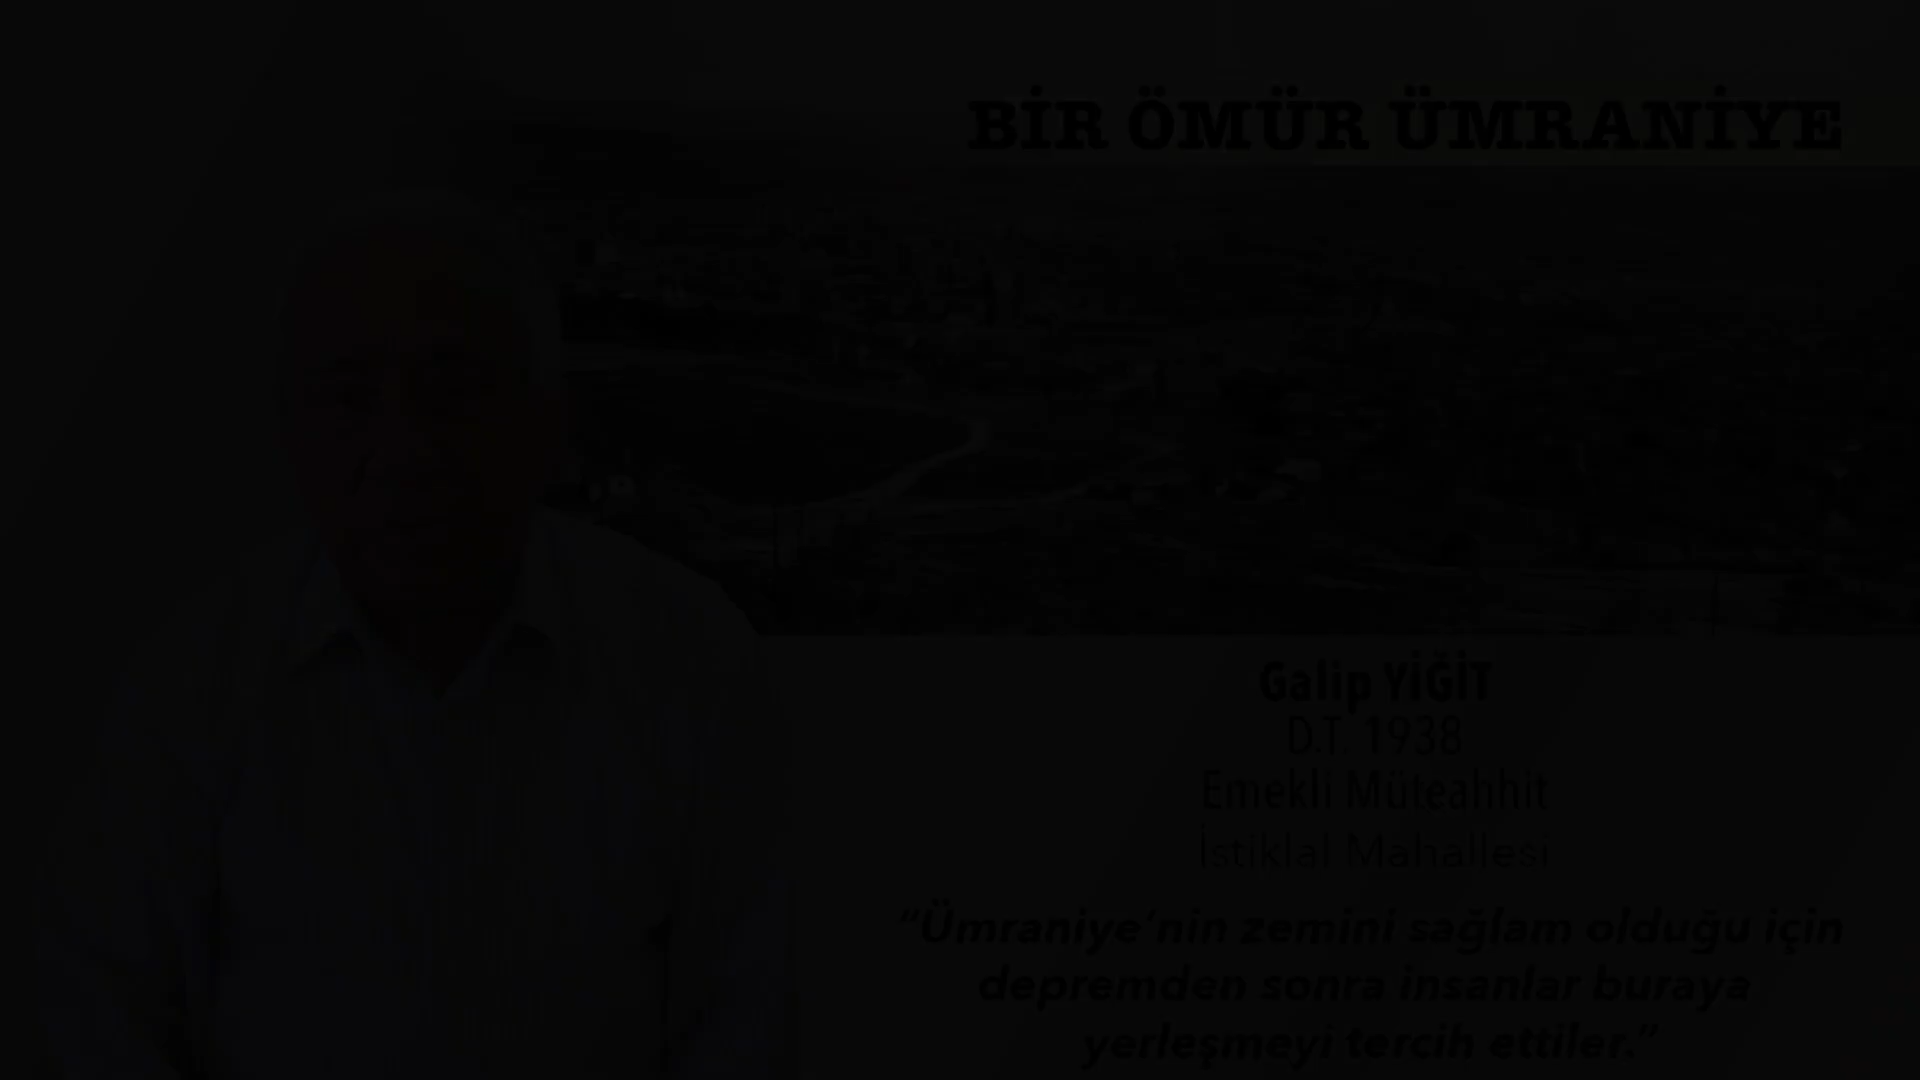 BİR ÖMÜR ÜMRANİYE
Galip YİĞİT
D.T. 1938
Emekli Müteahhit
İstiklal Mahallesi
“Ümraniye’nin zemini sağlam olduğu için
depremden sonra insanlar buraya
yerleşmeyi tercih ettiler.”